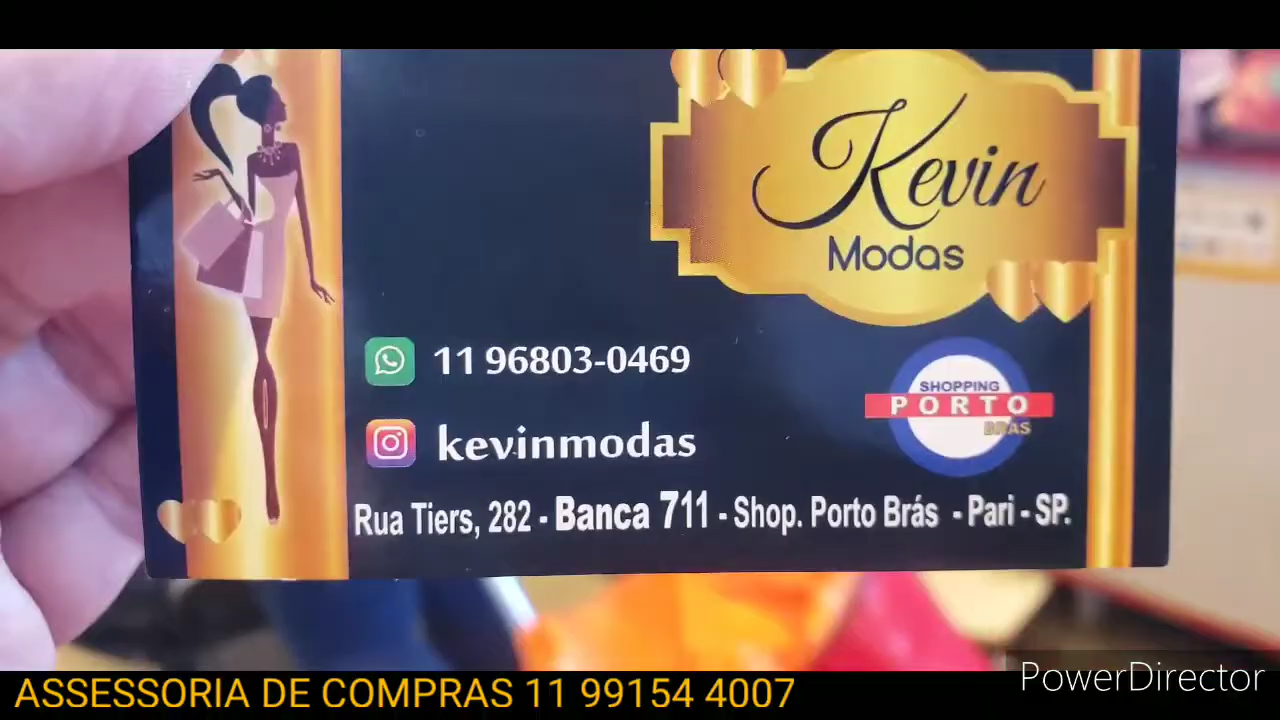 Kevin
Modas
11 96803-0469
SHOPPING
PORTO
BRÁS
kevinmodas
Rua Tiers, 282 - Banca 711 - Shop. Porto Brás - Pari - SP.
PowerDirector
ASSESSORIA DE COMPRAS 11 99154 4007